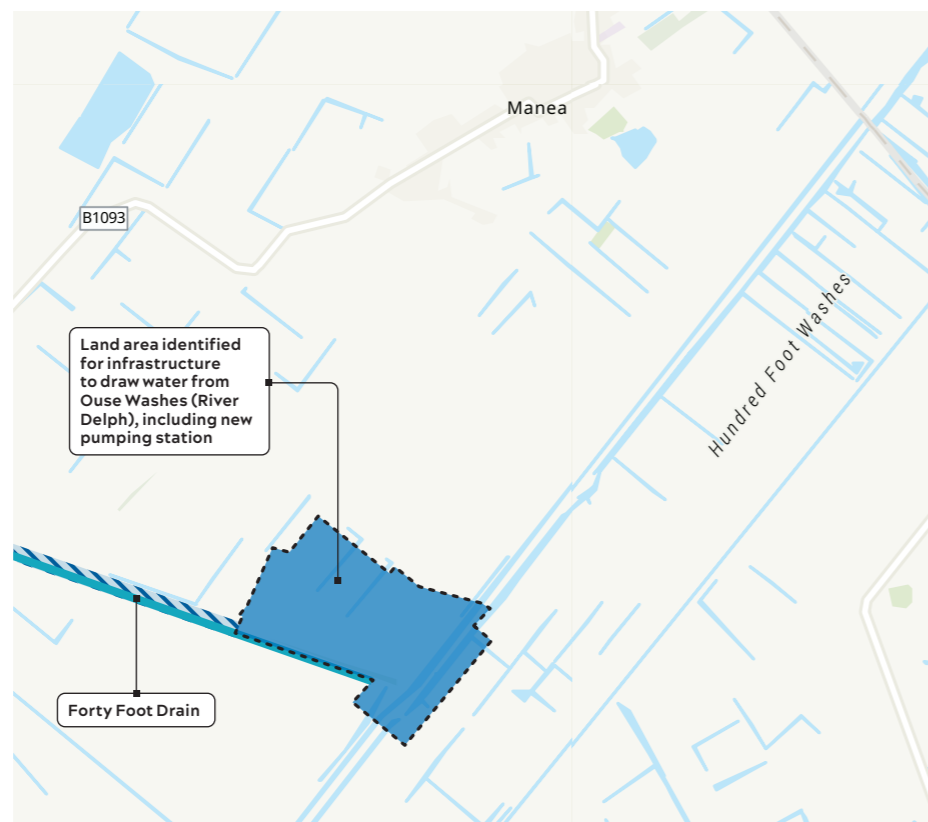 Manea
B1093
Hundred Foot Washes
Land area identified
for infrastructure
to draw water from
Ouse Washes (River
Delph), including new
pumping station
Forty Foot Drain